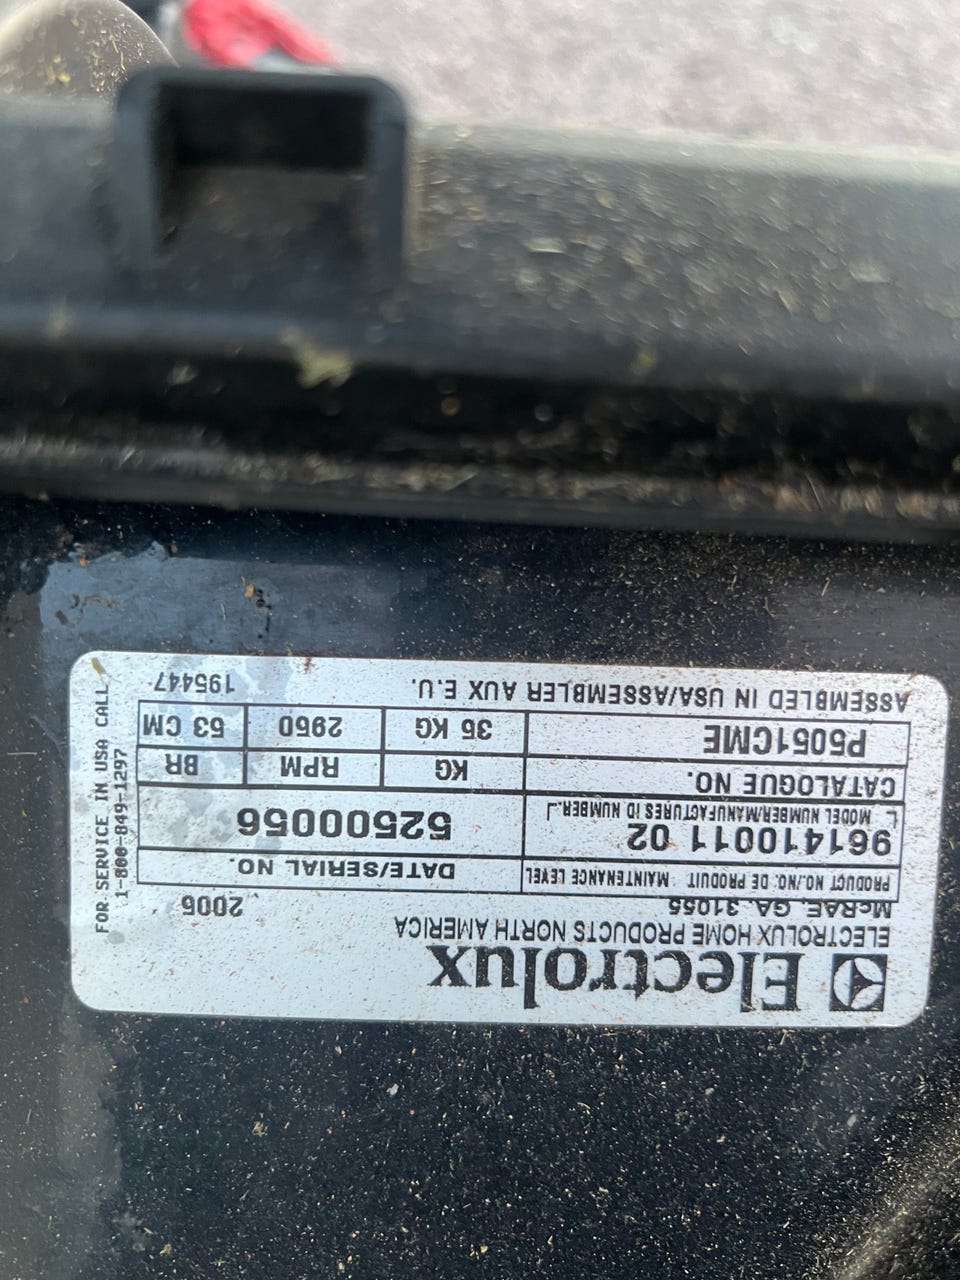 Electrolux
ELECTROLUX HOME PRODUCTS NORTH AMERICA
McRAE, GA. 31055
2006
PRODUCT NO./NO. DE PRODUIT MAINTENANCE LEVEL
DATE/SERIAL NO.
961410011 02
52500056
MODEL NUMBER/MANUFACTURES ID NUMBER.
CATALOGUE NO.
KG
RPM
BR
P5051CME
35 KG
2950
53 CM
ASSEMBLED IN USA/ASSEMBLER AUX E.U.
195447
FOR SERVICE IN USA CALL
1-800-849-1297